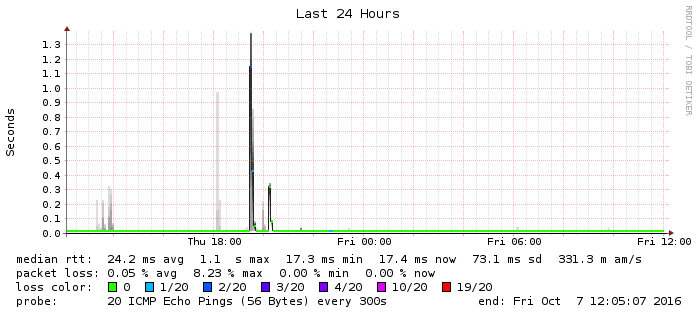 Last 24 Hours
RRDTOOL / TOBI OETIKER
Seconds
1.3
1.2
1.1
1.0
0.9
0.8
0.7
0.6
0.5
0.4
0.3
0.2
0.1
0.0
Thu 18:00 Fri 00:00 Fri 06:00 Fri 12:00
median rtt: 24.2 ms avg 1.1 s max 17.3 ms min 17.4 ms now 73.1 ms sd 331.3 m am/s
packet loss: 0.05 % avg 8.23 % max 0.00 % min 0.00 % now
loss color: 0 1/20 2/20 3/20 4/20 10/20 19/20
probe: 20 ICMP Echo Pings (56 Bytes) every 300s end: Fri Oct 7 12:05:07 2016